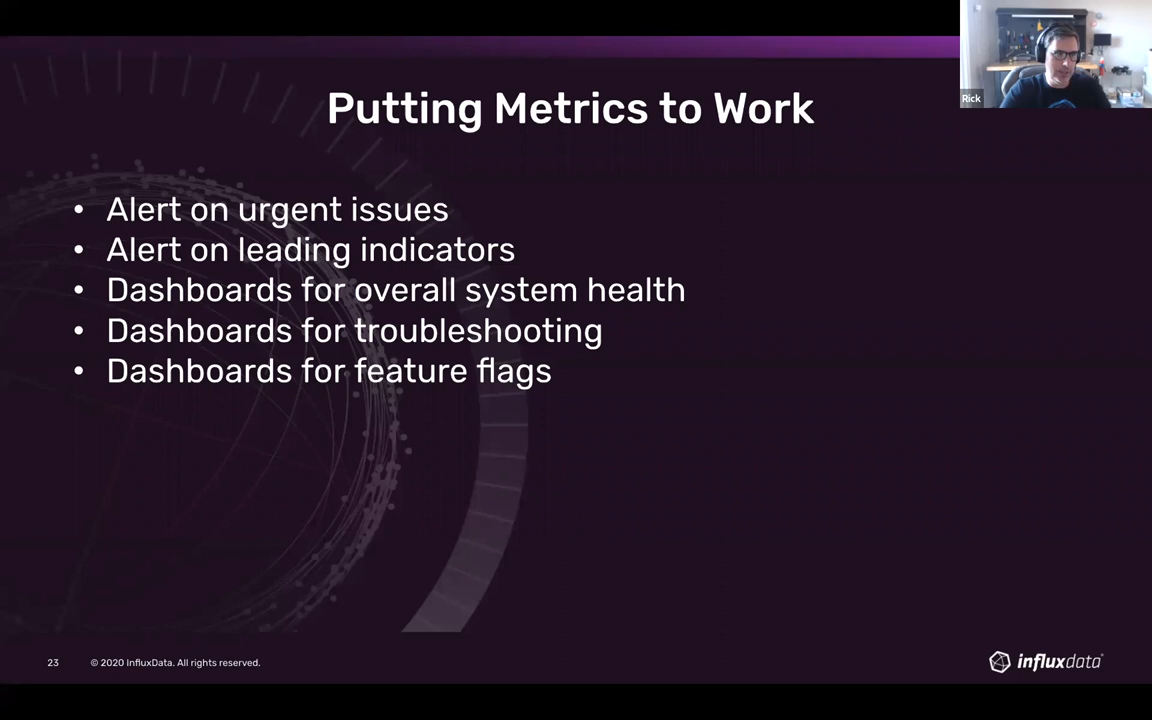 Rick
Putting Metrics to Work
• Alert on urgent issues
• Alert on leading indicators
• Dashboards for overall system health
• Dashboards for troubleshooting
• Dashboards for feature flags
23 © 2020 InfluxData. All rights reserved.
influxdata